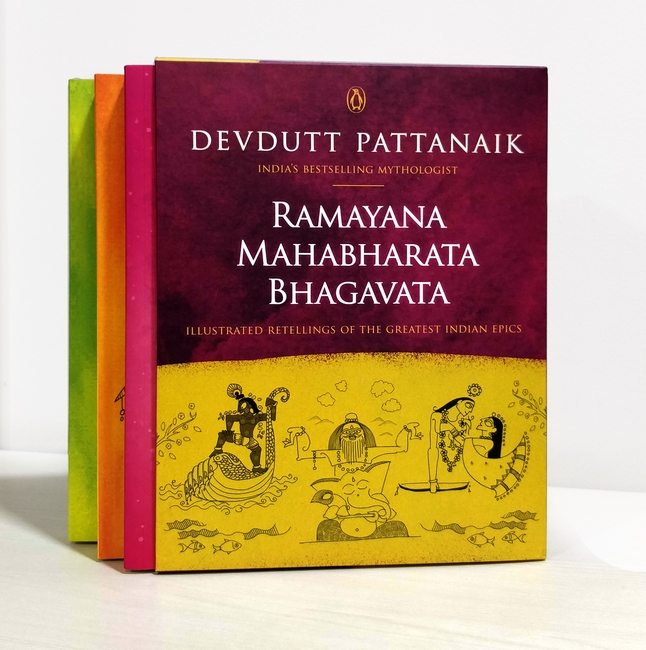 DEVDUTT PATTANAIK
INDIA'S BESTSELLING MYTHOLOGIST
RAMAYANA
MAHABHARATA
BHAGAVATA
ILLUSTRATED RETELLINGS OF THE GREATEST INDIAN EPICS